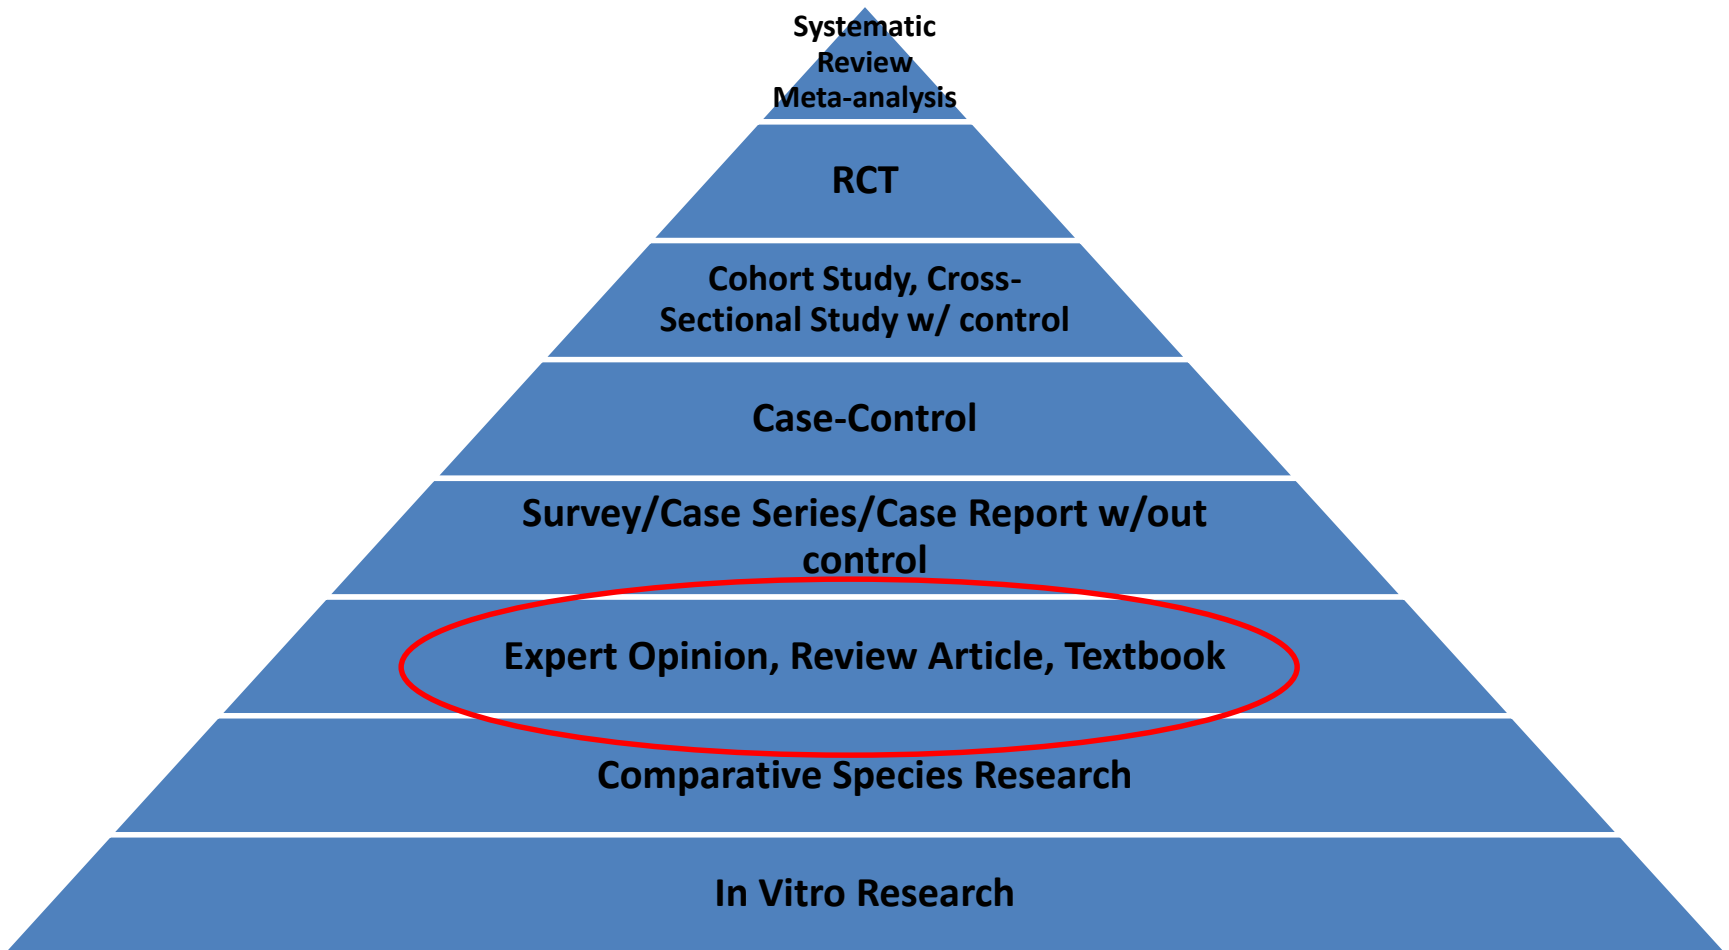 Systematic
Review
Meta-analysis
RCT
Cohort Study, Cross-
Sectional Study w/ control
Case-Control
Survey/Case Series/Case Report w/out
control
Expert Opinion, Review Article, Textbook
Comparative Species Research
In Vitro Research